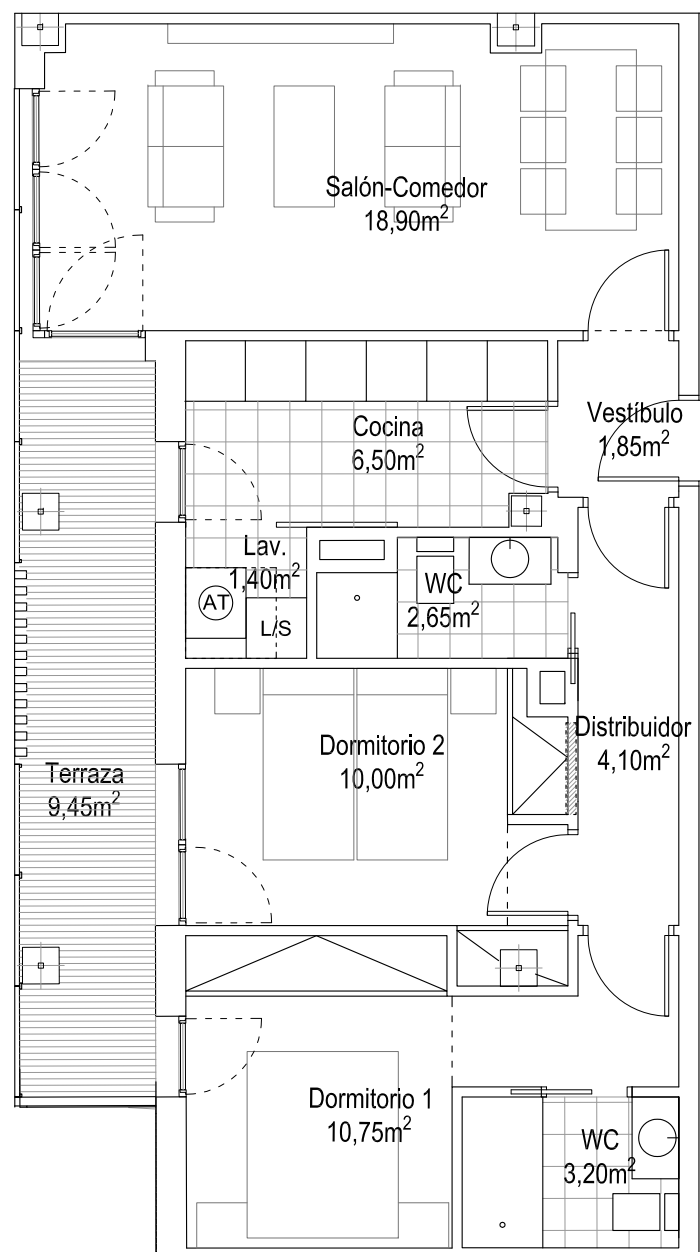 Salón-Comedor
18,90m²
Vestíbulo
1,85m²
Cocina
6,50m²
Lav.
1,40m²
AT
L/S
WC
2,65m²
Dormitorio 2
10,00m²
Distribuidor
4,10m²
Terraza
9,45m²
Dormitorio 1
10,75m²
WC
3,20m²